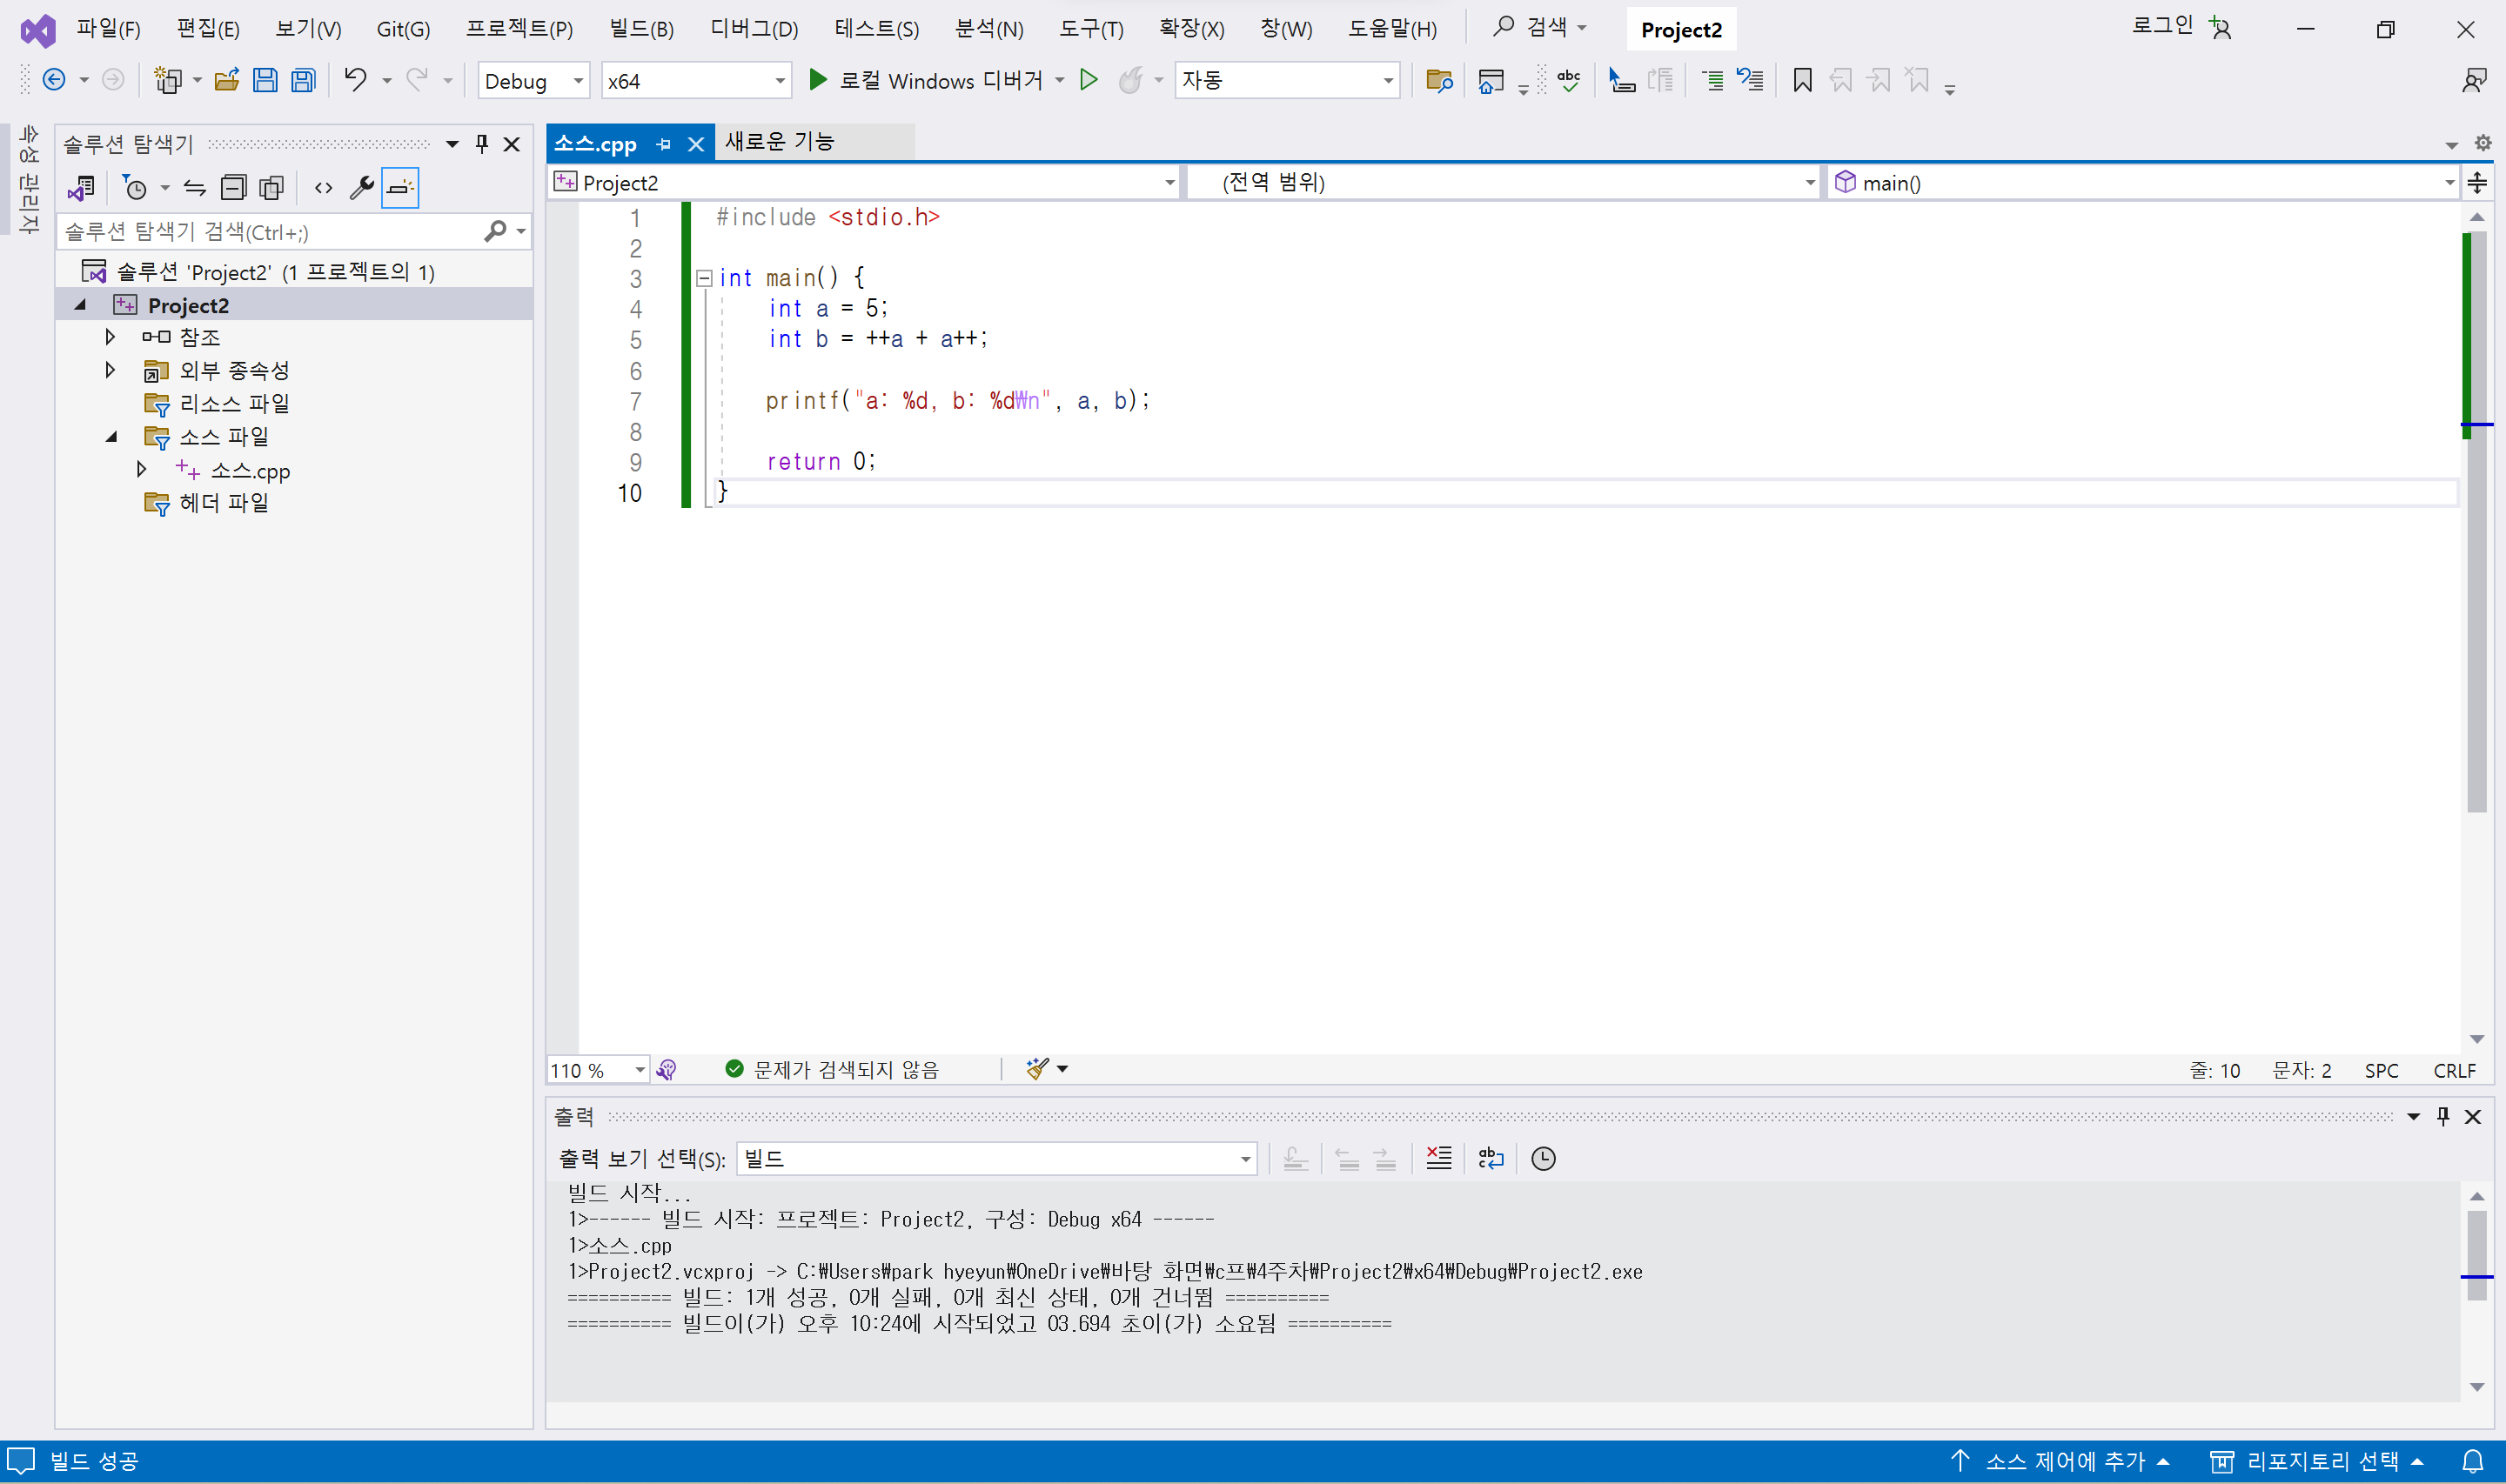 파일(F) 편집(E) 보기(V) Git(G) 프로젝트(P) 빌드(B) 디버그(D) 테스트(S) 분석(N) 도구(T) 확장(X) 창(W) 도움말(H) 검색 Project2 로그인
Debug x64 로컬 Windows 디버거 자동
속성 관리자
솔루션 탐색기
솔루션 탐색기 검색(Ctrl+;)
솔루션 'Project2' (1 프로젝트의 1)
Project2
참조
외부 종속성
리소스 파일
소스 파일
소스.cpp
헤더 파일
소스.cpp 새로운 기능
Project2 (전역 범위) main()
1 #include <stdio.h>
2
3 int main() {
4 int a = 5;
5 int b = ++a + a++;
6
7 printf("a: %d, b: %d₩n", a, b);
8
9 return 0;
10 }
110 % 문제가 검색되지 않음 줄: 10 문자: 2 SPC CRLF
출력
출력 보기 선택(S): 빌드
빌드 시작...
1>------ 빌드 시작: 프로젝트: Project2, 구성: Debug x64 ------
1>소스.cpp
1>Project2.vcxproj -> C:₩Users₩park hyeyun₩OneDrive₩바탕 화면₩c프₩4주차₩Project2₩x64₩Debug₩Project2.exe
========== 빌드: 1개 성공, 0개 실패, 0개 최신 상태, 0개 건너뜀 ==========
========== 빌드이(가) 오후 10:24에 시작되었고 03.694 초이(가) 소요됨 ==========
빌드 성공 소스 제어에 추가 리포지토리 선택